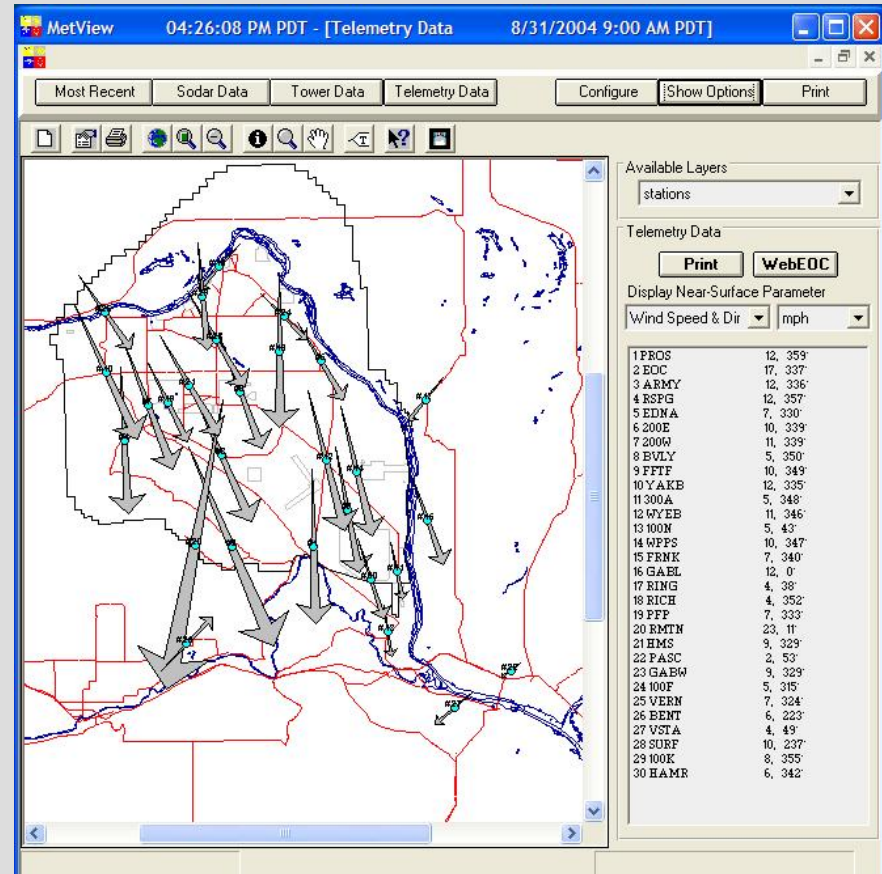 MetView 04:26:08 PM PDT - [Telemetry Data 8/31/2004 9:00 AM PDT]
Most Recent Sodar Data Tower Data Telemetry Data Configure Show Options Print
Available Layers
stations
Telemetry Data
Print WebEOC
Display Near-Surface Parameter
Wind Speed & Dir mph
1 PROS 12, 359°
2 EOC 17, 337°
3 ARMY 12, 336°
4 RSPG 12, 357°
5 EDNA 7, 330°
6 200E 10, 339°
7 200W 11, 339°
8 BVLY 5, 350°
9 FFTF 10, 349°
10 YAKB 12, 335°
11 300A 5, 348°
12 WYEB 11, 346°
13 100N 5, 43°
14 WPPS 10, 347°
15 FRNK 7, 340°
16 GABL 12, 0°
17 RING 4, 38°
18 RICH 4, 352°
19 PFP 7, 333°
20 RMTN 23, 11°
21 HMS 9, 329°
22 PASC 2, 53°
23 GABW 9, 329°
24 100F 5, 315°
25 VERN 7, 324°
26 BENT 6, 223°
27 VSTA 4, 49°
28 SURF 10, 237°
29 100K 8, 355°
30 HAMR 6, 342°